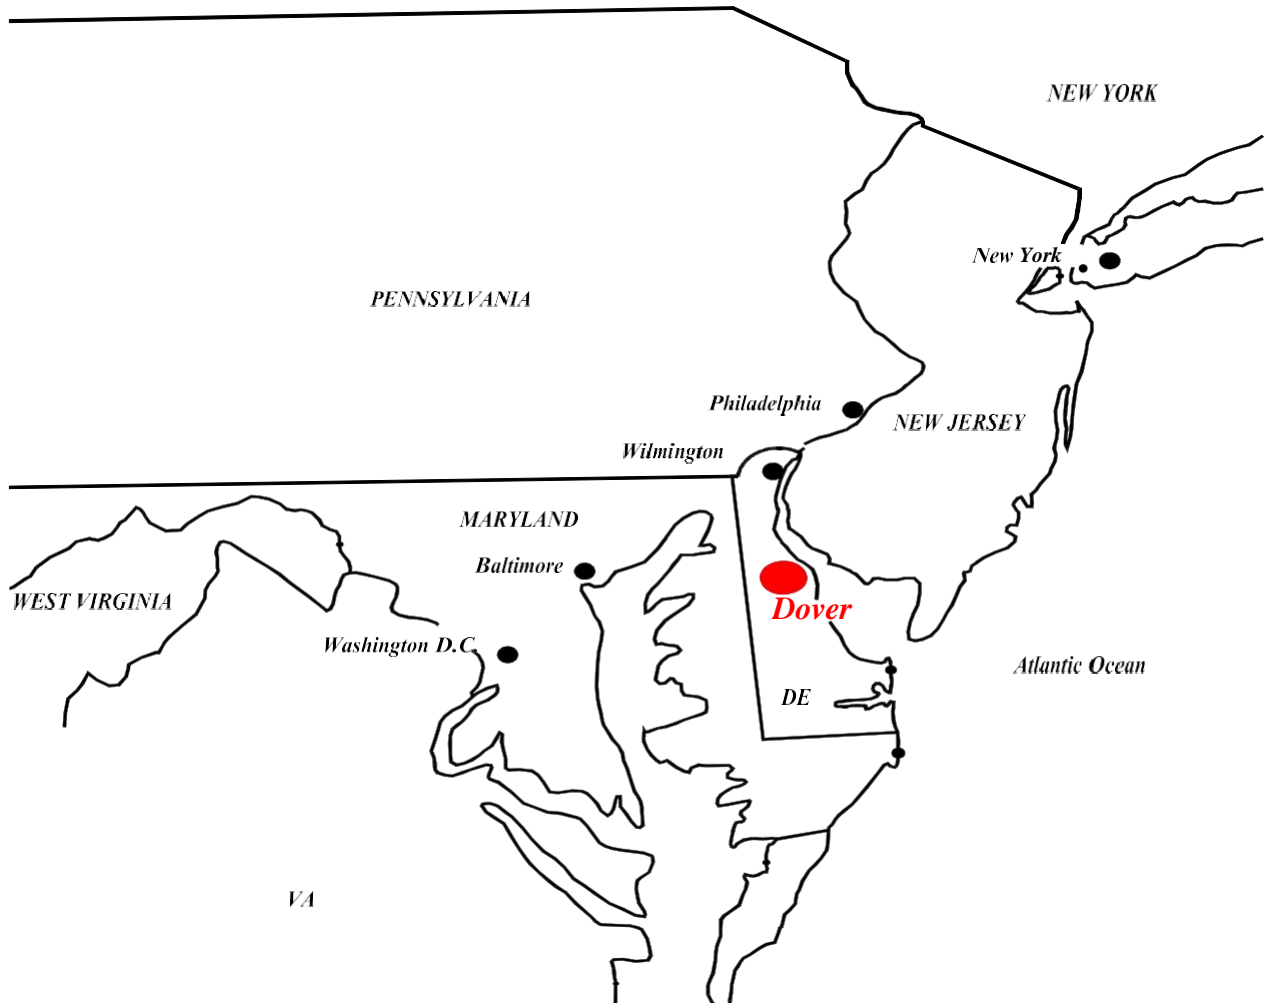 NEW YORK
New York
PENNSYLVANIA
Philadelphia
NEW JERSEY
Wilmington
MARYLAND
Baltimore
WEST VIRGINIA
Dover
Washington D.C.
Atlantic Ocean
DE
VA